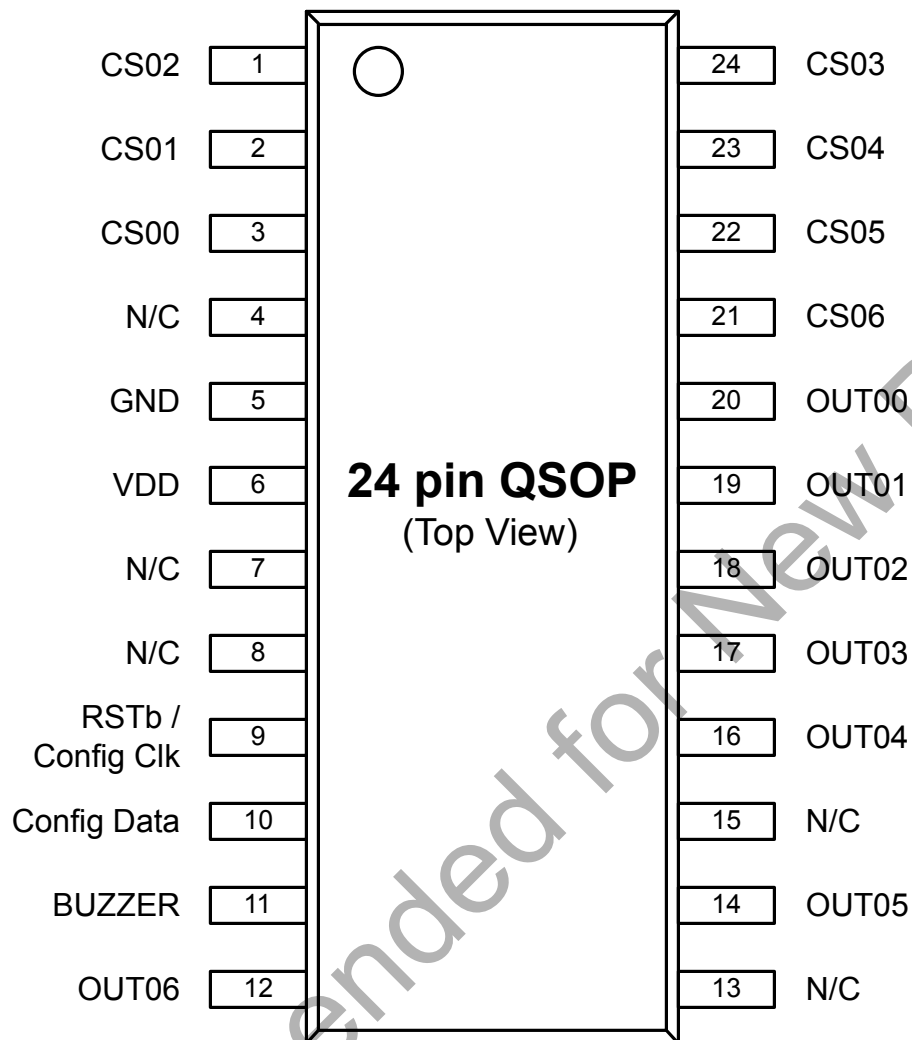 CS02 1
CS01 2
CS00 3
N/C 4
GND 5
VDD 6
N/C 7
N/C 8
RSTb /
Config Clk 9
Config Data 10
BUZZER 11
OUT06 12
24 pin QSOP
(Top View)
24 CS03
23 CS04
22 CS05
21 CS06
20 OUT00
19 OUT01
18 OUT02
17 OUT03
16 OUT04
15 N/C
14 OUT05
13 N/C
ended for New